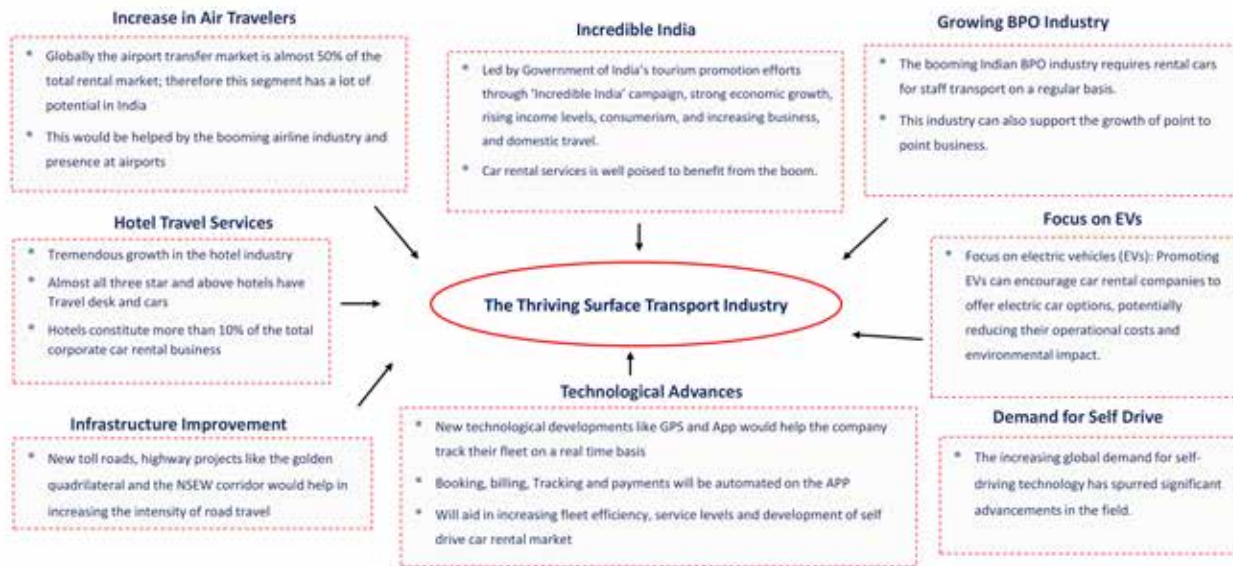 Increase in Air Travelers
• Globally the airport transfer market is almost 50% of the
total rental market; therefore this segment has a lot of
potential in India
• This would be helped by the booming airline industry and
presence at airports
Incredible India
• Led by Government of India's tourism promotion efforts
through 'Incredible India' campaign, strong economic growth,
rising income levels, consumerism, and increasing business,
and domestic travel.
• Car rental services is well poised to benefit from the boom.
Growing BPO Industry
• The booming Indian BPO industry requires rental cars
for staff transport on a regular basis.
• This industry can also support the growth of point to
point business.
Hotel Travel Services
• Tremendous growth in the hotel industry
• Almost all three star and above hotels have
Travel desk and cars
• Hotels constitute more than 10% of the total
corporate car rental business
The Thriving Surface Transport Industry
Focus on EVs
• Focus on electric vehicles (EVs): Promoting
EVs can encourage car rental companies to
offer electric car options, potentially
reducing their operational costs and
environmental impact.
Infrastructure Improvement
• New toll roads, highway projects like the golden
quadrilateral and the NSEW corridor would help in
increasing the intensity of road travel
Technological Advances
• New technological developments like GPS and App would help the company
track their fleet on a real time basis
• Booking, billing, Tracking and payments will be automated on the APP
• Will aid in increasing fleet efficiency, service levels and development of self
drive car rental market
Demand for Self Drive
• The increasing global demand for self-
driving technology has spurred significant
advancements in the field.